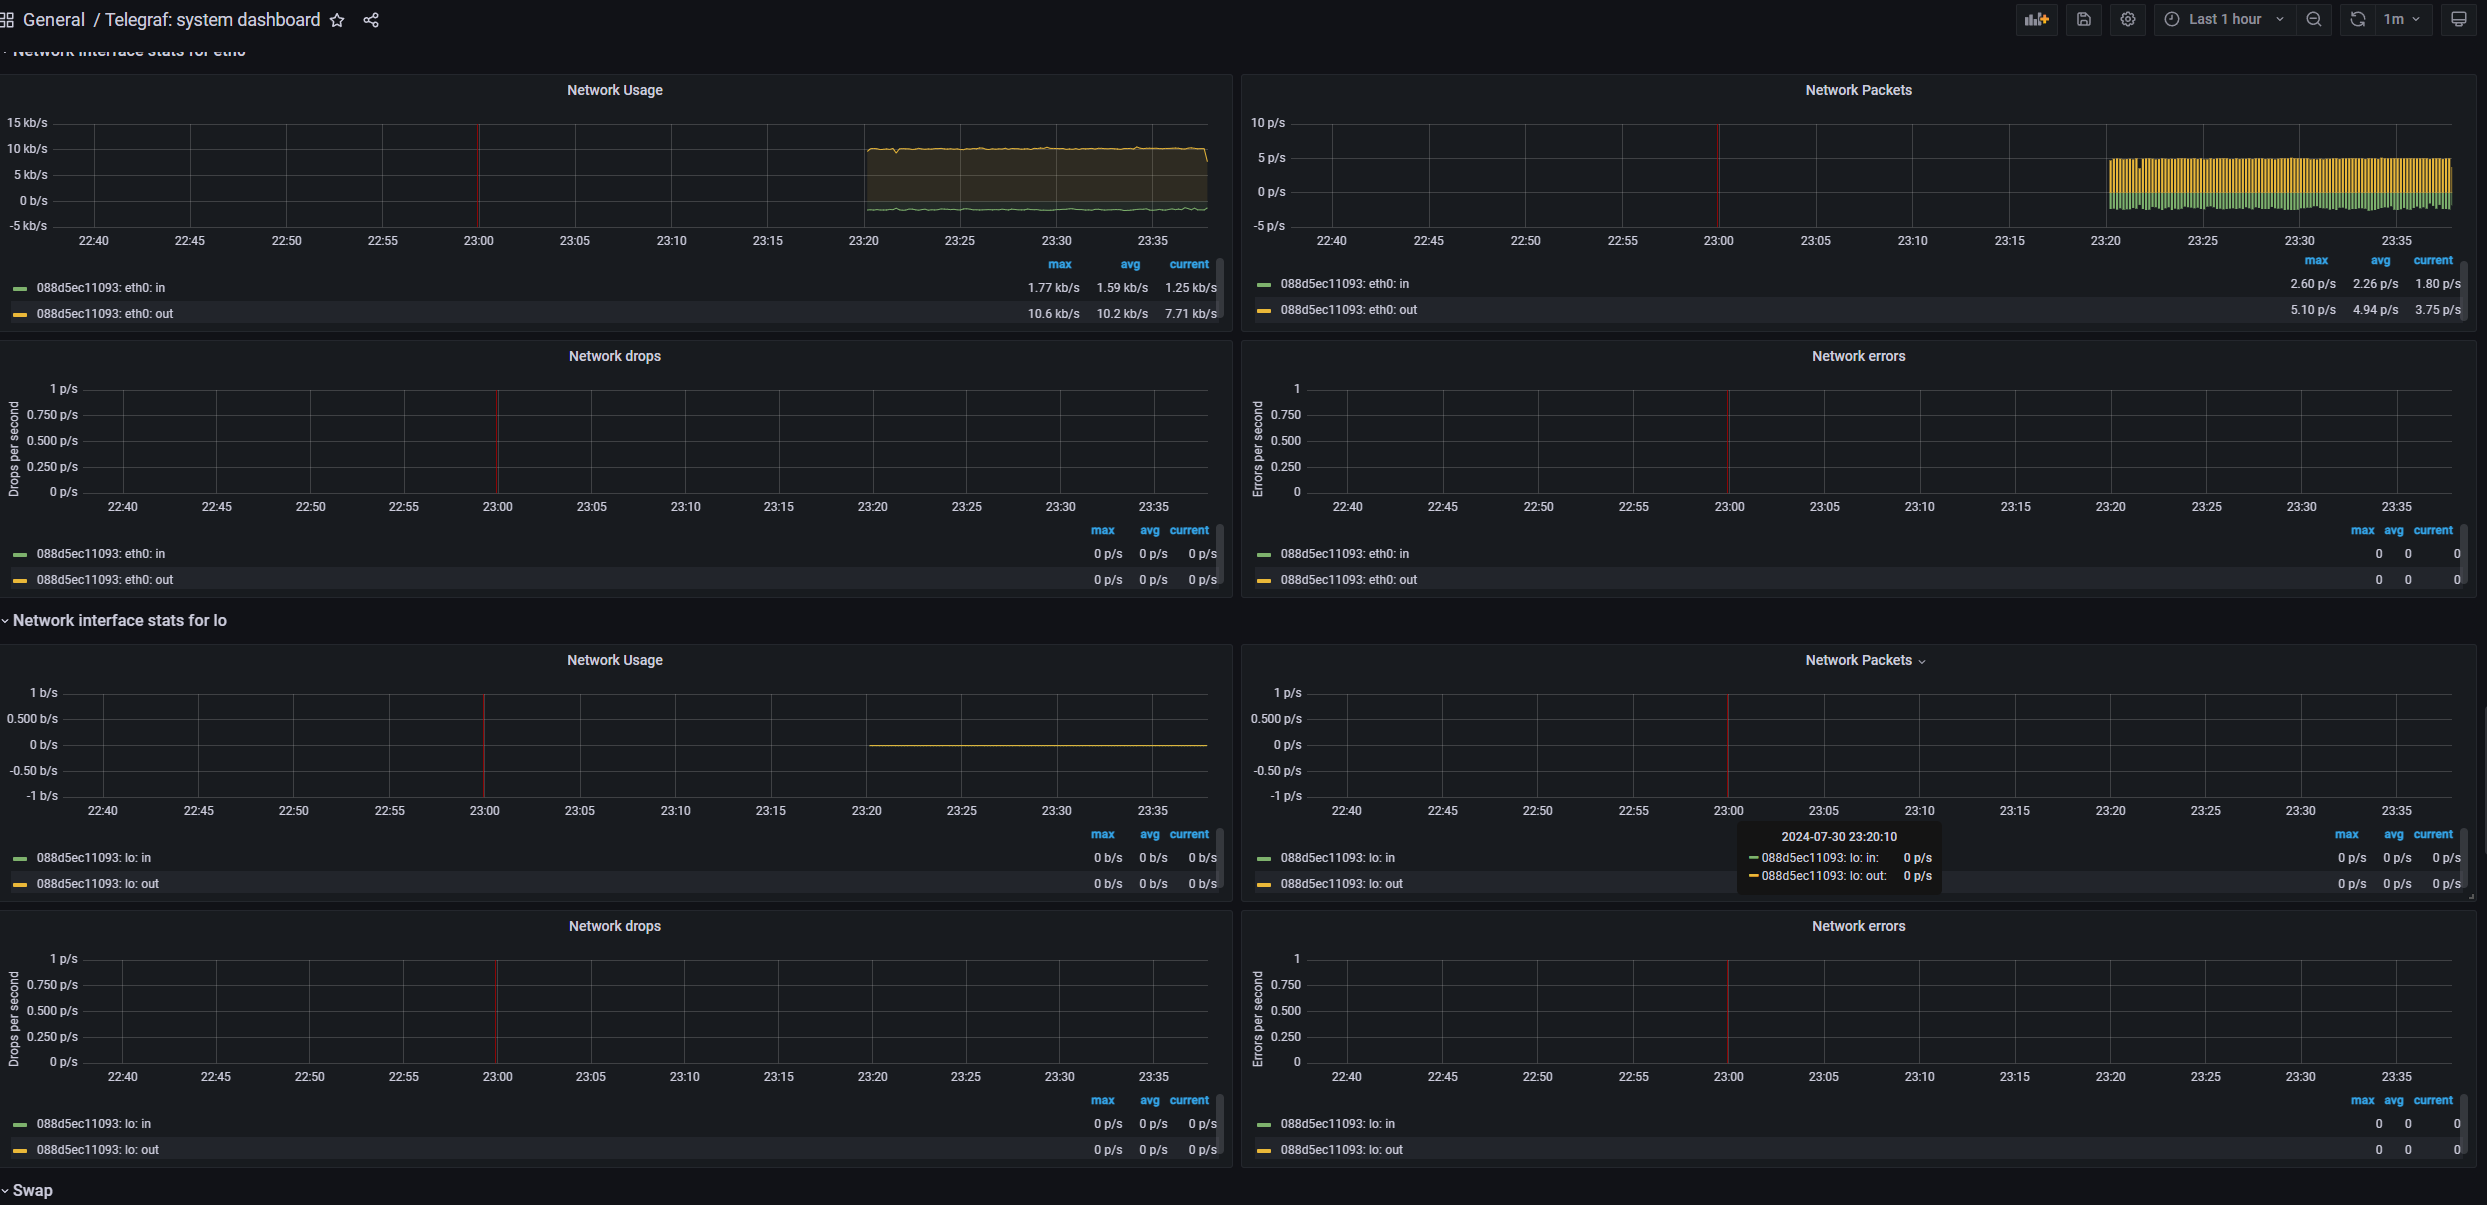 General / Telegraf: system dashboard
Last 1 hour
1m
Network interface stats for eth0
Network Usage
15 kb/s
10 kb/s
5 kb/s
0 b/s
-5 kb/s
22:40 22:45 22:50 22:55 23:00 23:05 23:10 23:15 23:20 23:25 23:30 23:35
max avg current
088d5ec11093: eth0: in 1.77 kb/s 1.59 kb/s 1.25 kb/s
088d5ec11093: eth0: out 10.6 kb/s 10.2 kb/s 7.71 kb/s
Network Packets
10 p/s
5 p/s
0 p/s
-5 p/s
22:40 22:45 22:50 22:55 23:00 23:05 23:10 23:15 23:20 23:25 23:30 23:35
max avg current
088d5ec11093: eth0: in 2.60 p/s 2.26 p/s 1.80 p/s
088d5ec11093: eth0: out 5.10 p/s 4.94 p/s 3.75 p/s
Network drops
Drops per second
1 p/s
0.750 p/s
0.500 p/s
0.250 p/s
0 p/s
22:40 22:45 22:50 22:55 23:00 23:05 23:10 23:15 23:20 23:25 23:30 23:35
max avg current
088d5ec11093: eth0: in 0 p/s 0 p/s 0 p/s
088d5ec11093: eth0: out 0 p/s 0 p/s 0 p/s
Network errors
Errors per second
1
0.750
0.500
0.250
0
22:40 22:45 22:50 22:55 23:00 23:05 23:10 23:15 23:20 23:25 23:30 23:35
max avg current
088d5ec11093: eth0: in 0 0 0
088d5ec11093: eth0: out 0 0 0
Network interface stats for lo
Network Usage
1 b/s
0.500 b/s
0 b/s
-0.50 b/s
-1 b/s
22:40 22:45 22:50 22:55 23:00 23:05 23:10 23:15 23:20 23:25 23:30 23:35
max avg current
088d5ec11093: lo: in 0 b/s 0 b/s 0 b/s
088d5ec11093: lo: out 0 b/s 0 b/s 0 b/s
Network Packets
1 p/s
0.500 p/s
0 p/s
-0.50 p/s
-1 p/s
22:40 22:45 22:50 22:55 23:00 23:05 23:10 23:15 23:20 23:25 23:30 23:35
max avg current
088d5ec11093: lo: in 0 p/s 0 p/s 0 p/s
088d5ec11093: lo: out 0 p/s 0 p/s 0 p/s
2024-07-30 23:20:10
088d5ec11093: lo: in: 0 p/s
088d5ec11093: lo: out: 0 p/s
Network drops
Drops per second
1 p/s
0.750 p/s
0.500 p/s
0.250 p/s
0 p/s
22:40 22:45 22:50 22:55 23:00 23:05 23:10 23:15 23:20 23:25 23:30 23:35
max avg current
088d5ec11093: lo: in 0 p/s 0 p/s 0 p/s
088d5ec11093: lo: out 0 p/s 0 p/s 0 p/s
Network errors
Errors per second
1
0.750
0.500
0.250
0
22:40 22:45 22:50 22:55 23:00 23:05 23:10 23:15 23:20 23:25 23:30 23:35
max avg current
088d5ec11093: lo: in 0 0 0
088d5ec11093: lo: out 0 0 0
Swap